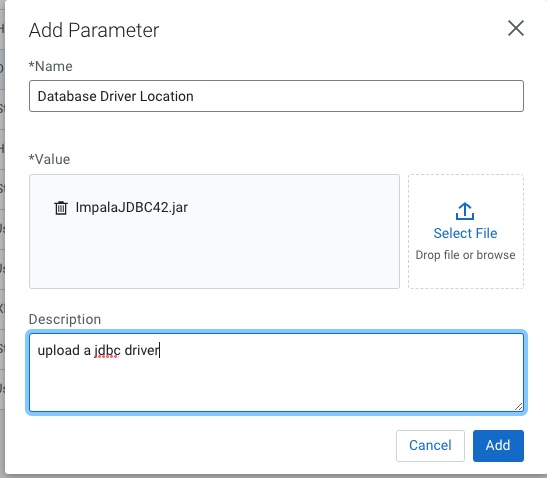 Add Parameter
*Name
Database Driver Location
*Value
ImpalaJDBC42.jar
Select File
Drop file or browse
Description
upload a jdbc driver
Cancel
Add